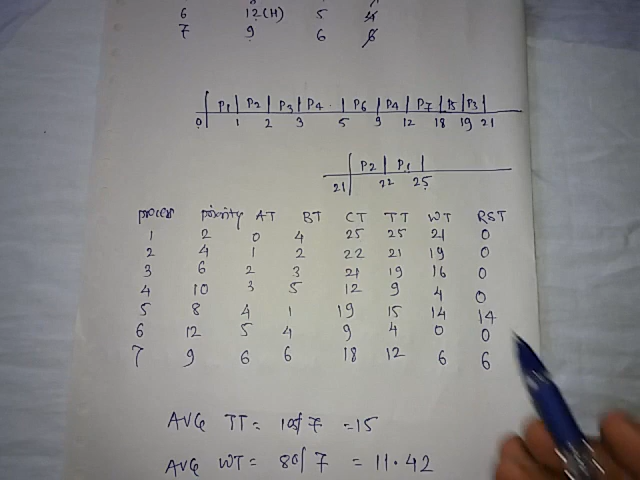 6 12(H) 5 4
7 9 6 6
P1 P2 P3 P4 P6 P4 P7 P5 P3
0 1 2 3 5 9 12 18 19 21
P2 P1
21 22 25
process priority AT BT CT TT WT RST
1 2 0 4 25 25 21 0
2 4 1 2 22 21 19 0
3 6 2 3 21 19 16 0
4 10 3 5 12 9 4 0
5 8 4 1 19 15 14 14
6 12 5 4 9 4 0 0
7 9 6 6 18 12 6 6
AVG TT = 105/7 = 15
AVG WT = 80/7 = 11.42